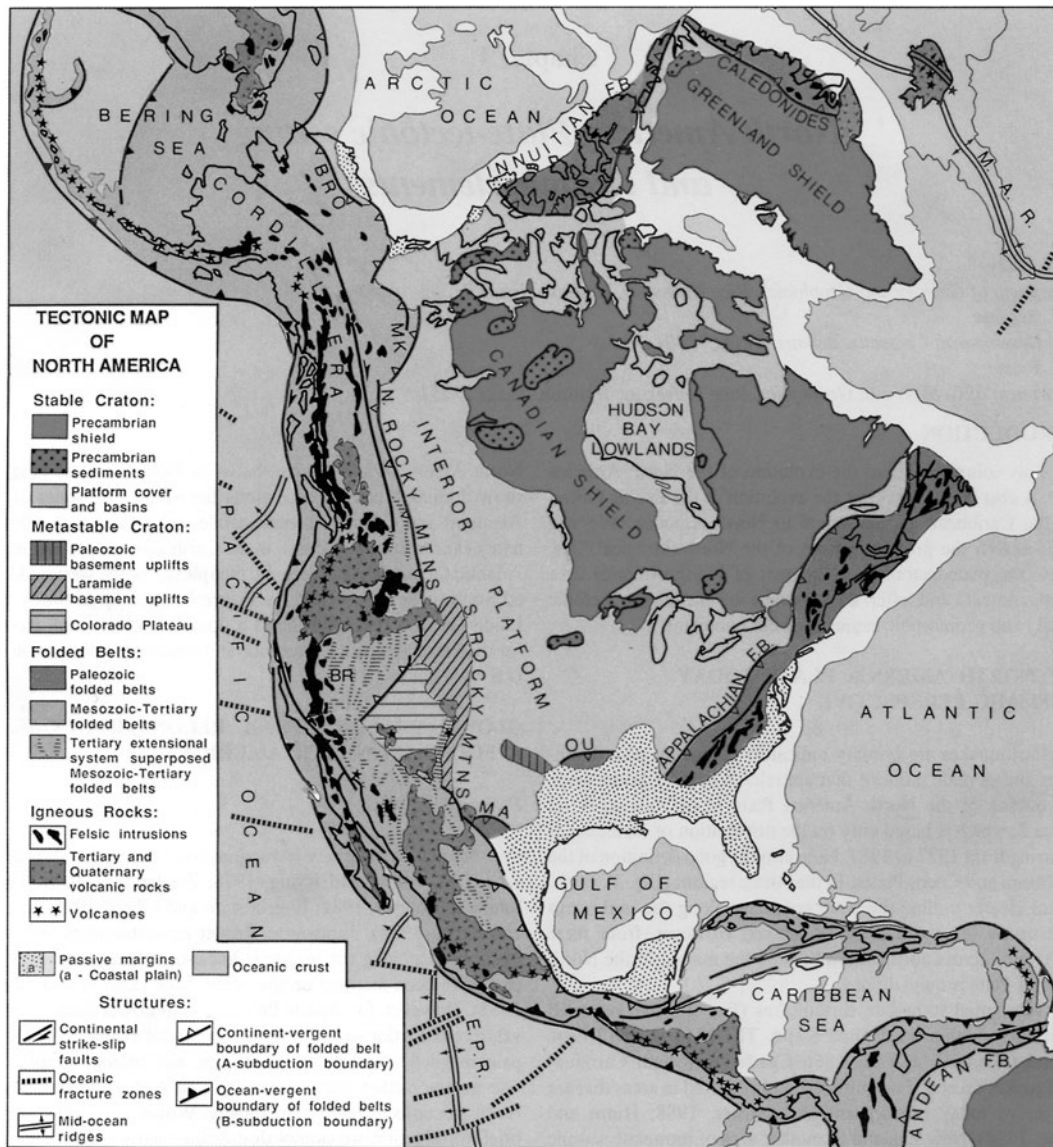 ARCTIC
OCEAN
BERING
SEA
INNUITIAN FB
CALEDONIDES
GREENLAND SHIELD
M. A. R.
BRO
CORDILLERA
MK
N. ROCKY MTNS
INTERIOR PLATFORM
CANADIAN SHIELD
HUDSON
BAY
LOWLANDS
PACIFIC OCEAN
BR
S. ROCKY MTNS
OU
MA
APPALACHIAN F.B.
ATLANTIC
OCEAN
GULF OF
MEXICO
CARIBBEAN
SEA
EPR
ANDEAN F.B.
TECTONIC MAP
OF
NORTH AMERICA
Stable Craton:
Precambrian
shield
Precambrian
sediments
Platform cover
and basins
Metastable Craton:
Paleozoic
basement uplifts
Laramide
basement uplifts
Colorado Plateau
Folded Belts:
Paleozoic
folded belts
Mesozoic-Tertiary
folded belts
Tertiary extensional
system superposed
Mesozoic-Tertiary
folded belts
Igneous Rocks:
Felsic intrusions
Tertiary and
Quaternary
volcanic rocks
Volcanoes
a Passive margins
(a - Coastal plain)
Oceanic crust
Structures:
Continental
strike-slip
faults
Oceanic
fracture zones
Mid-ocean
ridges
Continent-vergent
boundary of folded belt
(A-subduction boundary)
Ocean-vergent
boundary of folded belts
(B-subduction boundary)